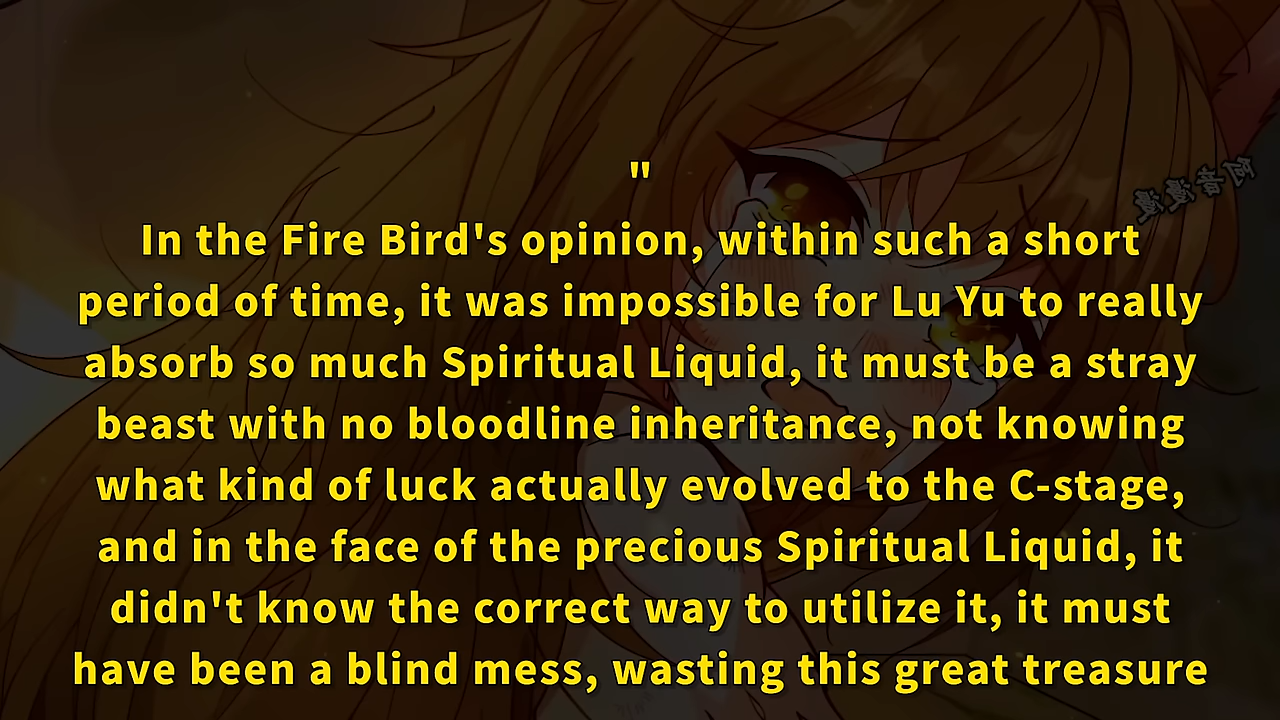 "
In the Fire Bird's opinion, within such a short
period of time, it was impossible for Lu Yu to really
absorb so much Spiritual Liquid, it must be a stray
beast with no bloodline inheritance, not knowing
what kind of luck actually evolved to the C-stage,
and in the face of the precious Spiritual Liquid, it
didn't know the correct way to utilize it, it must
have been a blind mess, wasting this great treasure